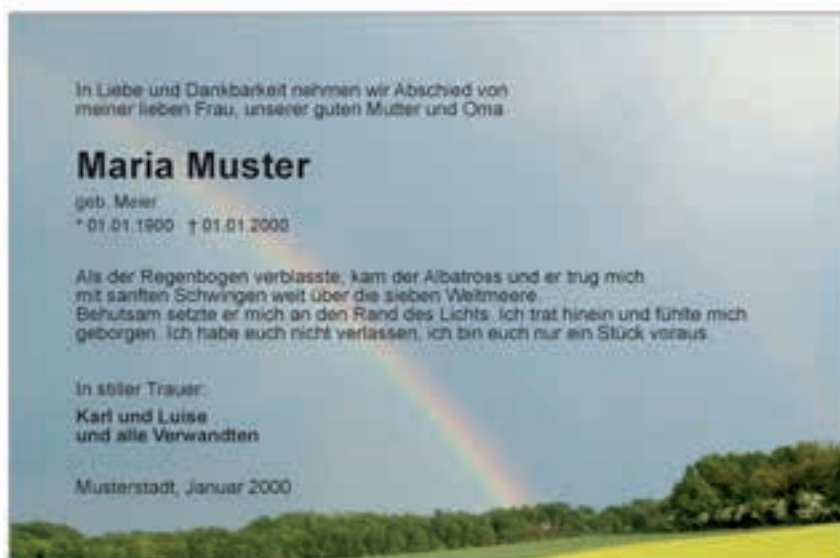 In Liebe und Dankbarkeit nehmen wir Abschied von
meiner lieben Frau, unserer guten Mutter und Oma
Maria Muster
geb. Meier
* 01.01.1900 † 01.01.2000
Als der Regenbogen verblasste, kam der Albatross und er trug mich
mit sanften Schwingen weit über die sieben Weltmeere.
Behutsam setzte er mich an den Rand des Lichts. Ich trat hinein und fühlte mich
geborgen. Ich habe euch nicht verlassen, ich bin euch nur ein Stück voraus.
In stiller Trauer:
Karl und Luise
und alle Verwandten
Musterstadt, Januar 2000